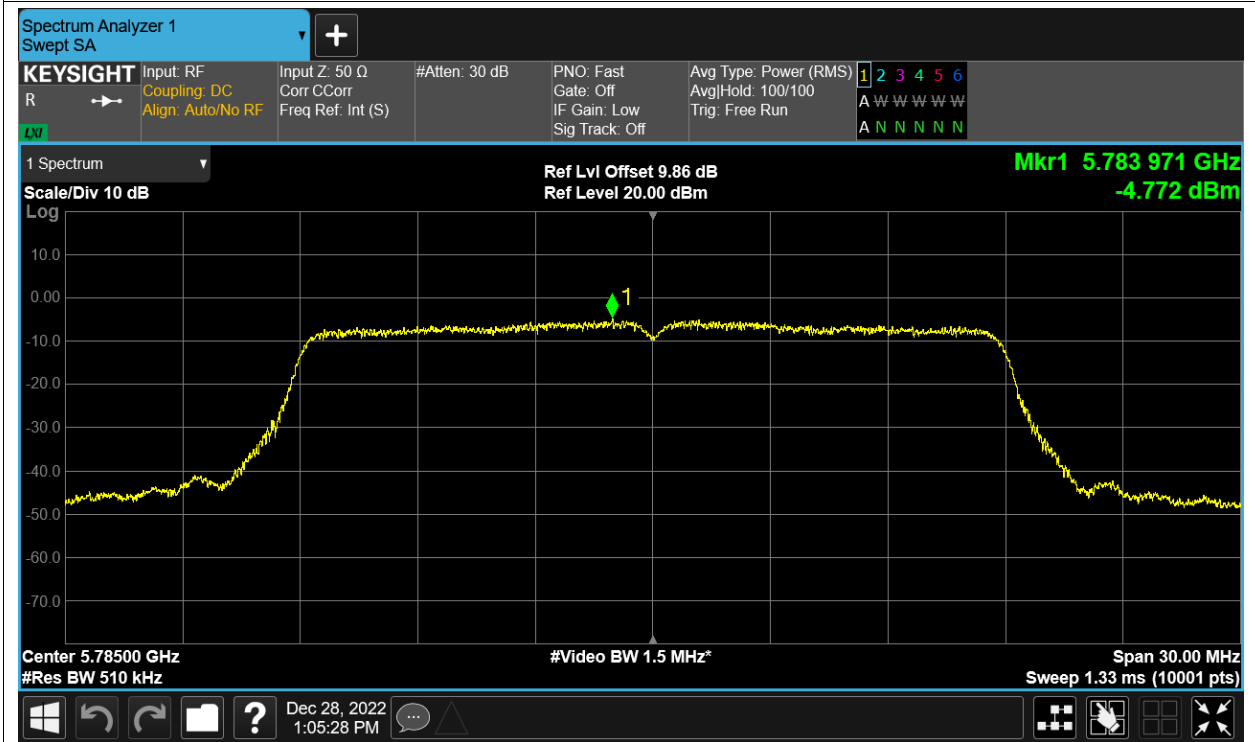 Spectrum Analyzer 1
Swept SA
KEYSIGHT
R
LXI
Input: RF
Coupling: DC
Align: Auto/No RF
Input Z: 50 Ω
Corr CCorr
Freq Ref: Int (S)
#Atten: 30 dB
PNO: Fast
Gate: Off
IF Gain: Low
Sig Track: Off
Avg Type: Power (RMS)
Avg|Hold: 100/100
Trig: Free Run
1 2 3 4 5 6
A W W W W W
A N N N N N
1 Spectrum
Scale/Div 10 dB
Log
Ref Lvl Offset 9.86 dB
Ref Level 20.00 dBm
Mkr1 5.783 971 GHz
-4.772 dBm
10.0
0.00
-10.0
-20.0
-30.0
-40.0
-50.0
-60.0
-70.0
1
Center 5.78500 GHz
#Res BW 510 kHz
#Video BW 1.5 MHz*
Span 30.00 MHz
Sweep 1.33 ms (10001 pts)
?
Dec 28, 2022
1:05:28 PM